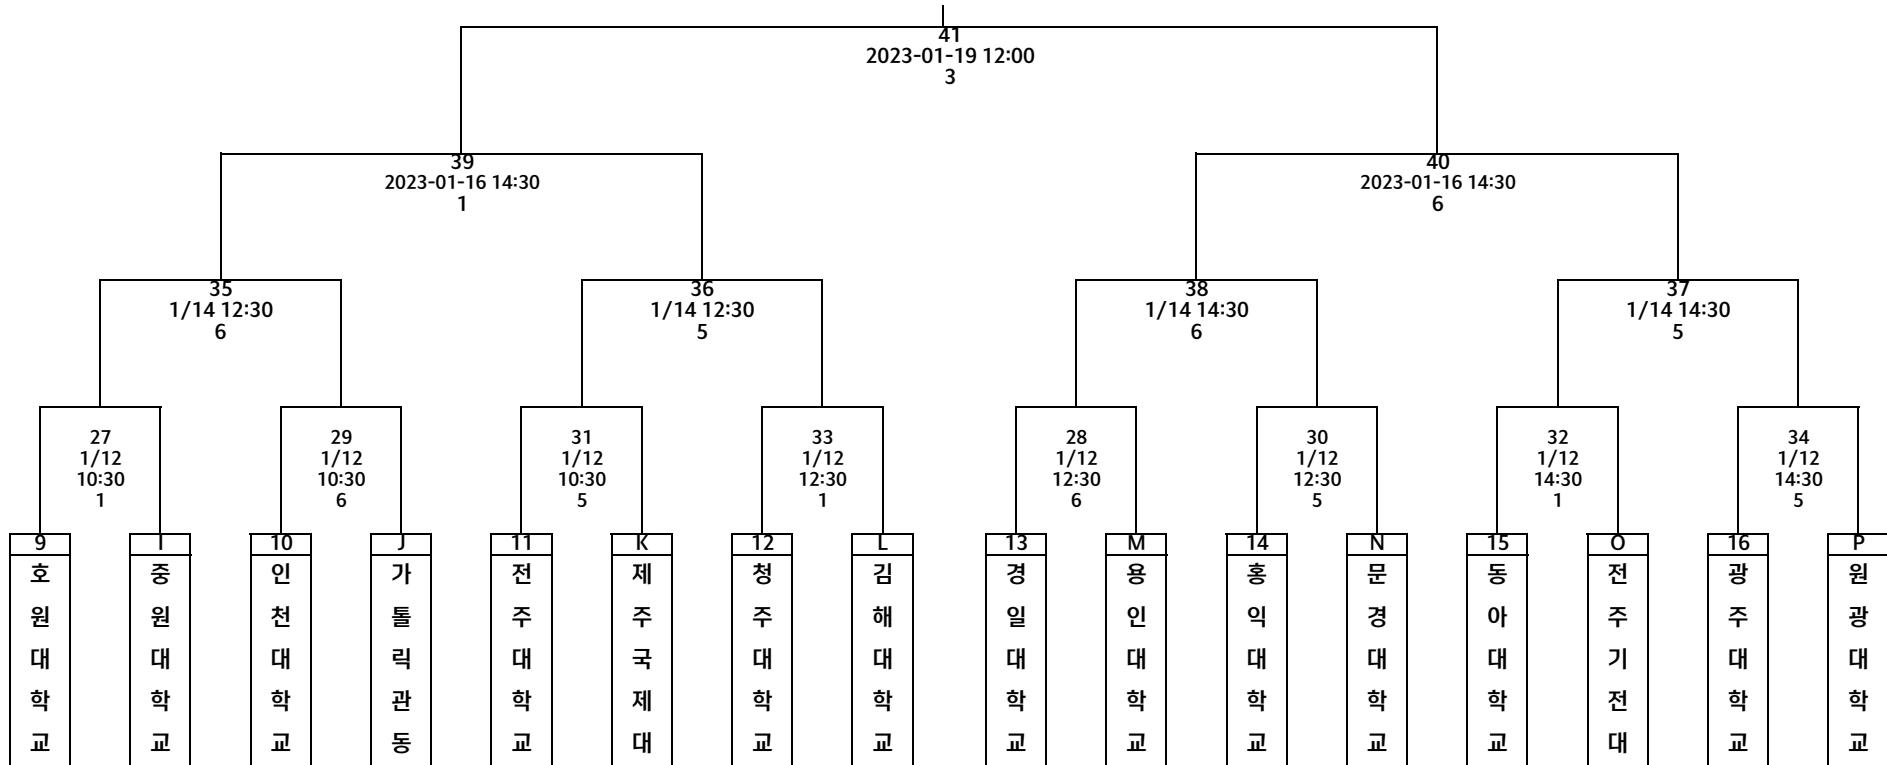 41
2023-01-19 12:00
3
39
2023-01-16 14:30
1
40
2023-01-16 14:30
6
35
1/14 12:30
6
36
1/14 12:30
5
38
1/14 14:30
6
37
1/14 14:30
5
27
1/12
10:30
1
29
1/12
10:30
6
31
1/12
10:30
5
33
1/12
12:30
1
28
1/12
12:30
6
30
1/12
12:30
5
32
1/12
14:30
1
34
1/12
14:30
5
9
호원대학교
I
중원대학교
10
인천대학교
J
가톨릭관동
11
전주대학교
K
제주국제대
12
청주대학교
L
김해대학교
13
경일대학교
M
용인대학교
14
홍익대학교
N
문경대학교
15
동아대학교
O
전주기전대
16
광주대학교
P
원광대학교